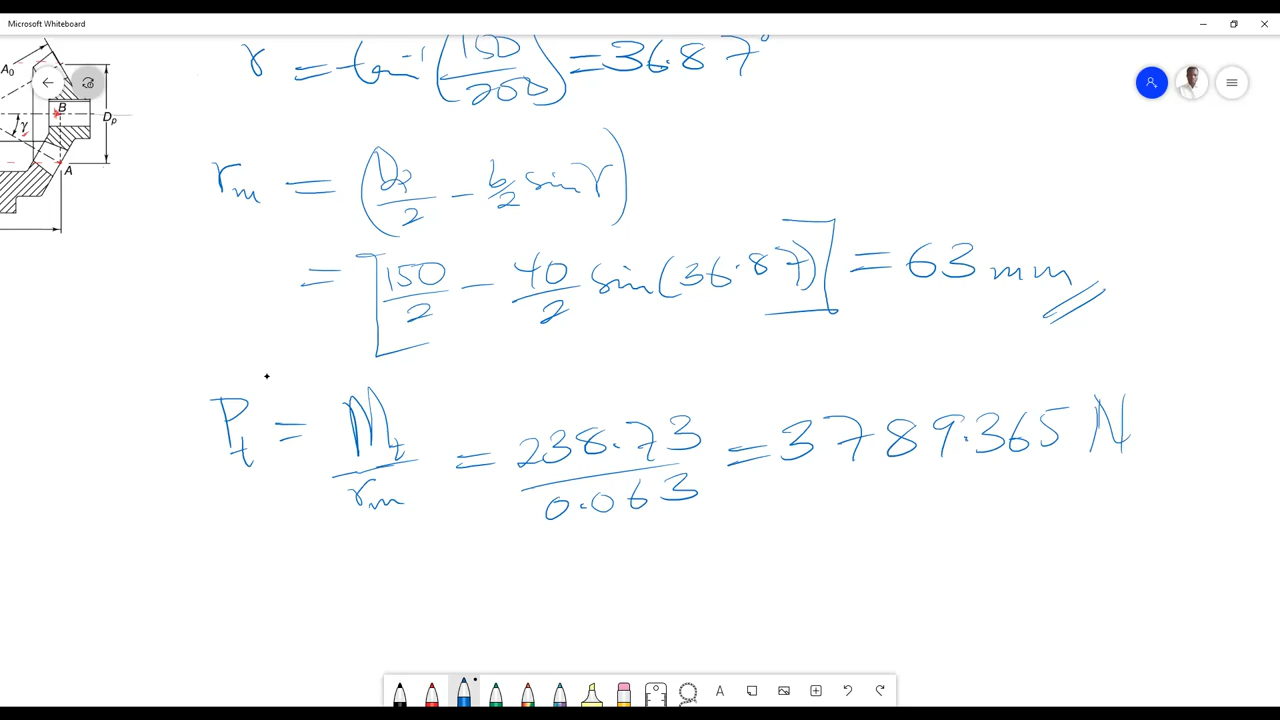 Microsoft Whiteboard
γ = tan⁻¹(150/200) = 36.87°
A₀
B
γ
Dp
A
rm = (Dp/2 − b/2 sin γ)
= [150/2 − 40/2 sin(36.87)] = 63 mm
Pt = Mt/rm = 238.73/0.063 = 3789.365 N
A